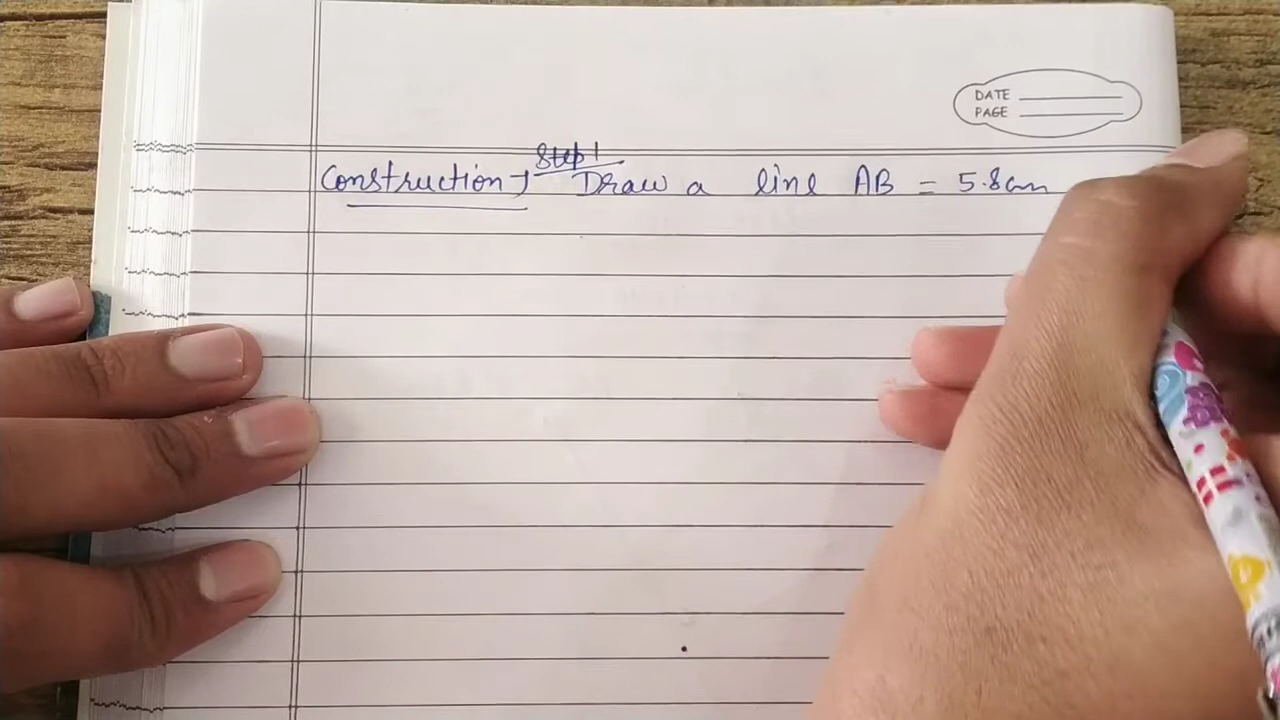 DATE
PAGE
Step 1
Construction → Draw a line AB = 5.8cm